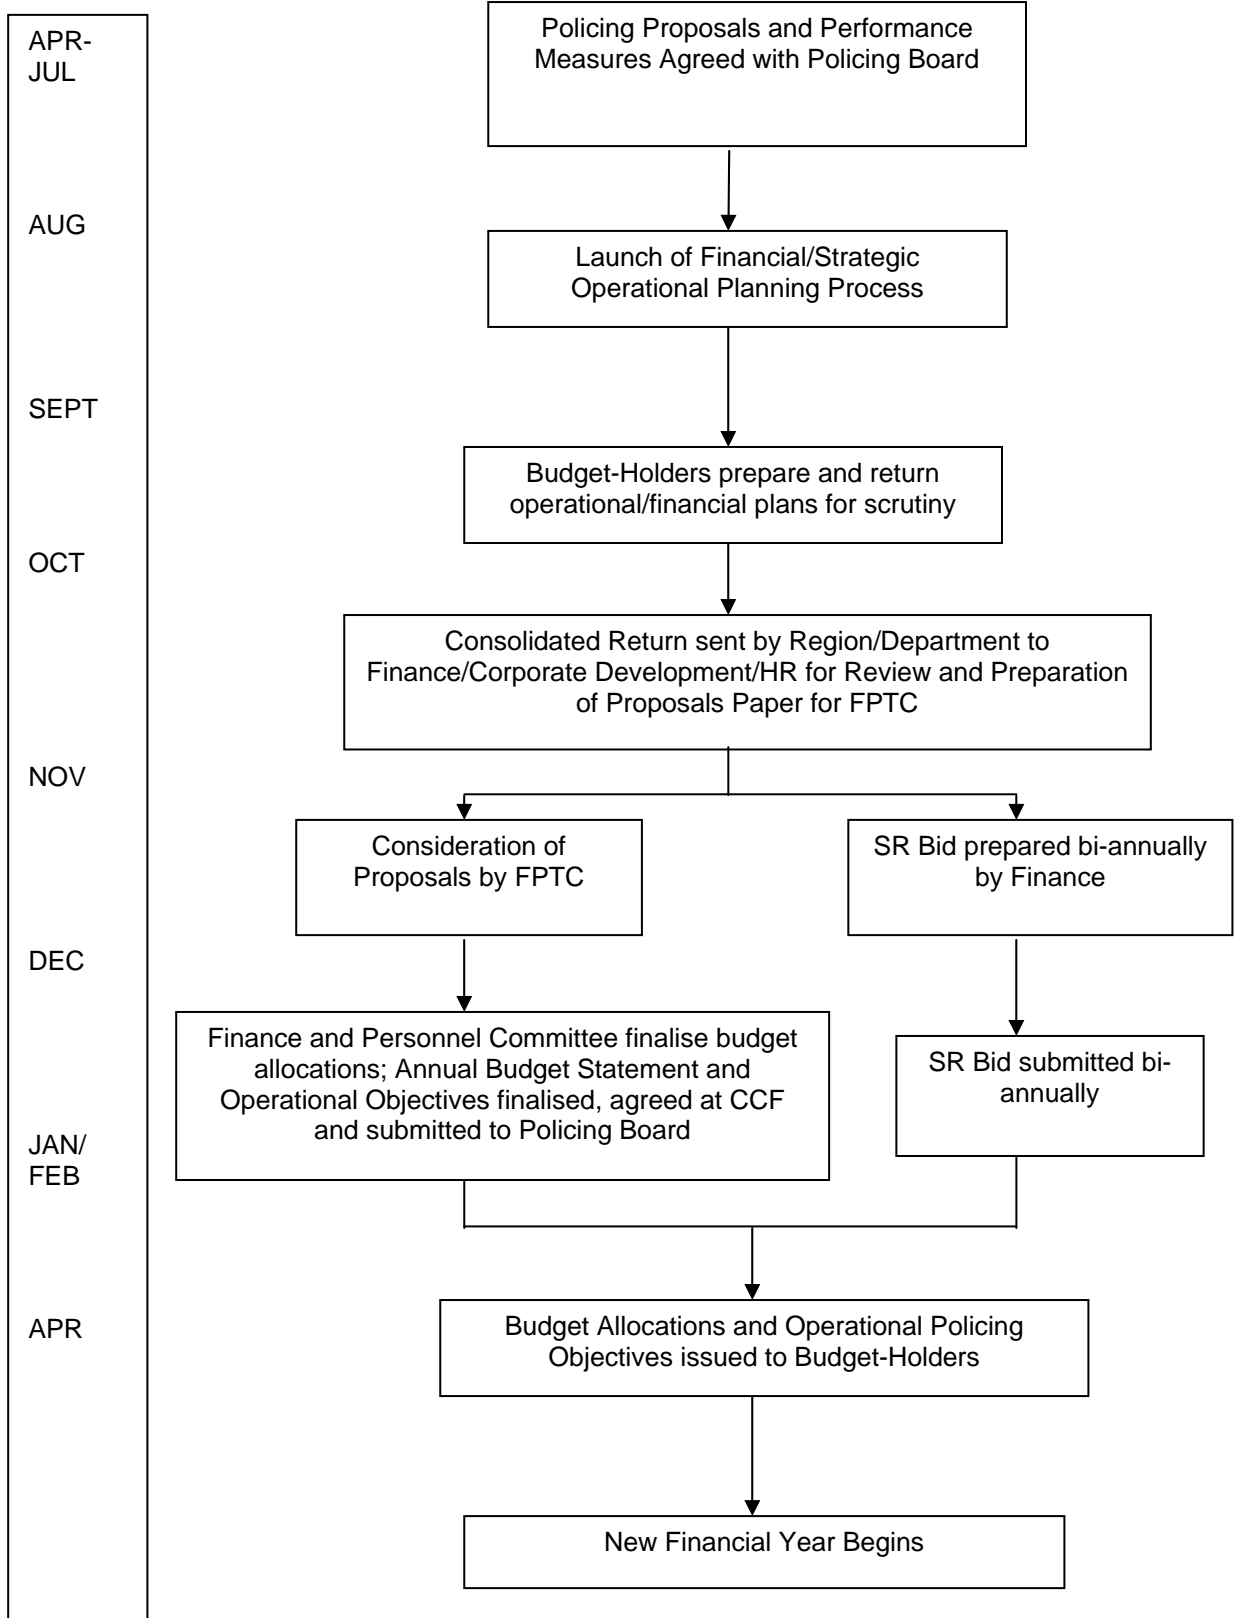 APR-
JUL
Policing Proposals and Performance
Measures Agreed with Policing Board
AUG
Launch of Financial/Strategic
Operational Planning Process
SEPT
Budget-Holders prepare and return
operational/financial plans for scrutiny
OCT
Consolidated Return sent by Region/Department to
Finance/Corporate Development/HR for Review and Preparation
of Proposals Paper for FPTC
NOV
Consideration of
Proposals by FPTC
SR Bid prepared bi-annually
by Finance
DEC
Finance and Personnel Committee finalise budget
allocations; Annual Budget Statement and
Operational Objectives finalised, agreed at CCF
and submitted to Policing Board
SR Bid submitted bi-
annually
JAN/
FEB
APR
Budget Allocations and Operational Policing
Objectives issued to Budget-Holders
New Financial Year Begins